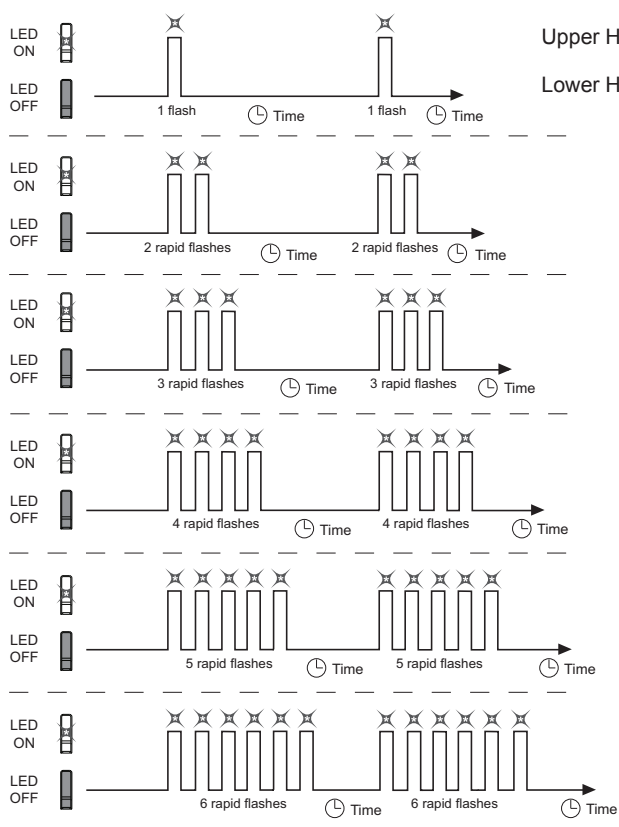 LED
ON
Upper H
LED
OFF
Lower H
1 flash Time 1 flash Time
LED
ON
LED
OFF
2 rapid flashes Time 2 rapid flashes Time
LED
ON
LED
OFF
3 rapid flashes Time 3 rapid flashes Time
LED
ON
LED
OFF
4 rapid flashes Time 4 rapid flashes Time
LED
ON
LED
OFF
5 rapid flashes Time 5 rapid flashes Time
LED
ON
LED
OFF
6 rapid flashes Time 6 rapid flashes Time